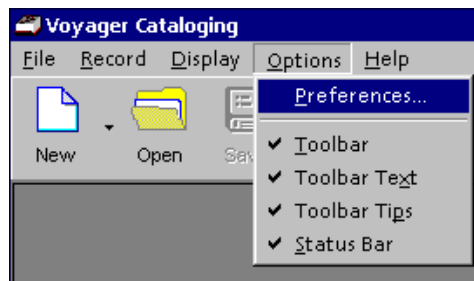 Voyager Cataloging
File Record Display Options Help
Preferences...
New Open
Toolbar
Toolbar Text
Toolbar Tips
Status Bar